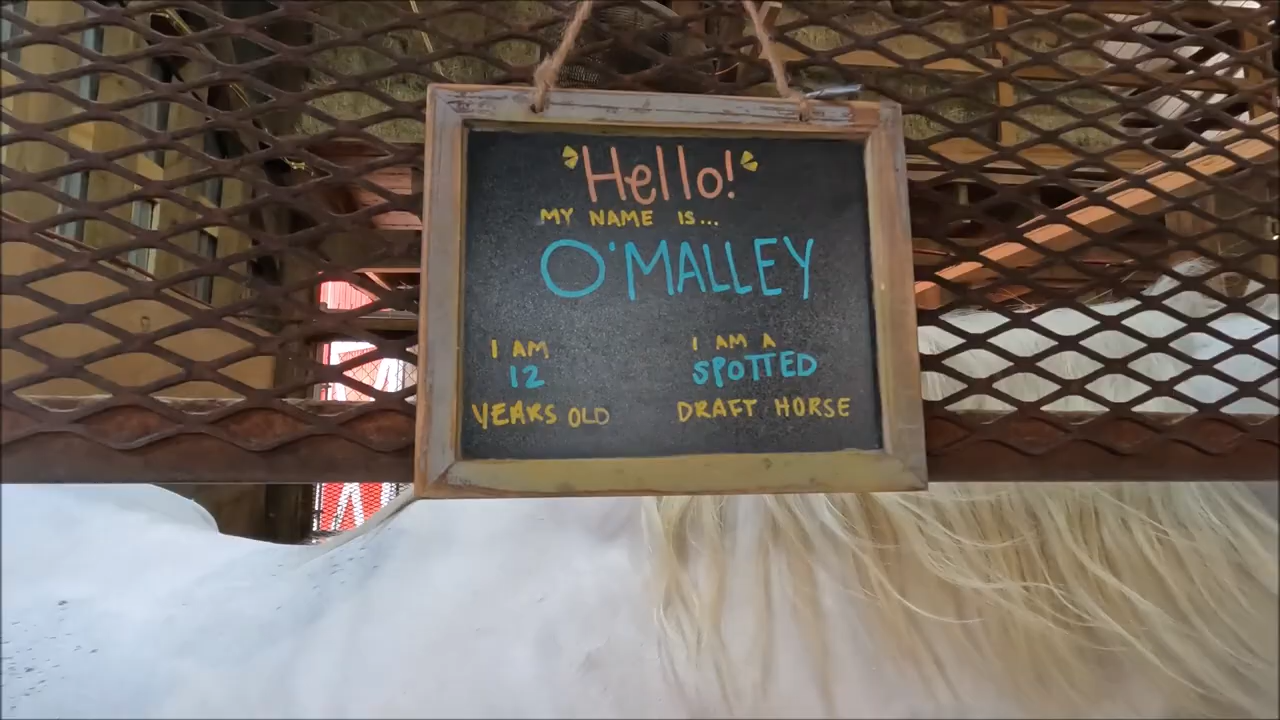 Hello!
MY NAME IS...
O'MALLEY
I AM
12
YEARS OLD
I AM A
SPOTTED
DRAFT HORSE